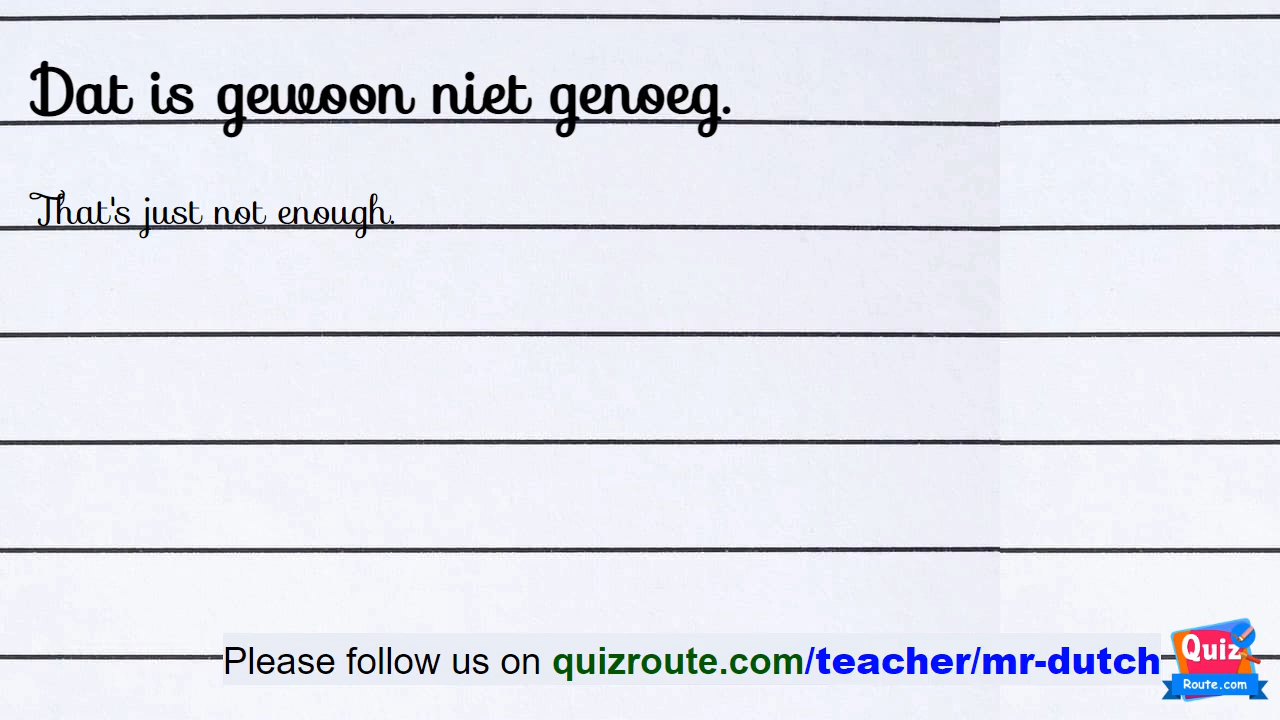 Dat is gewoon niet genoeg.
That's just not enough.
Please follow us on quizroute.com/teacher/mr-dutch
Quiz
Route.com